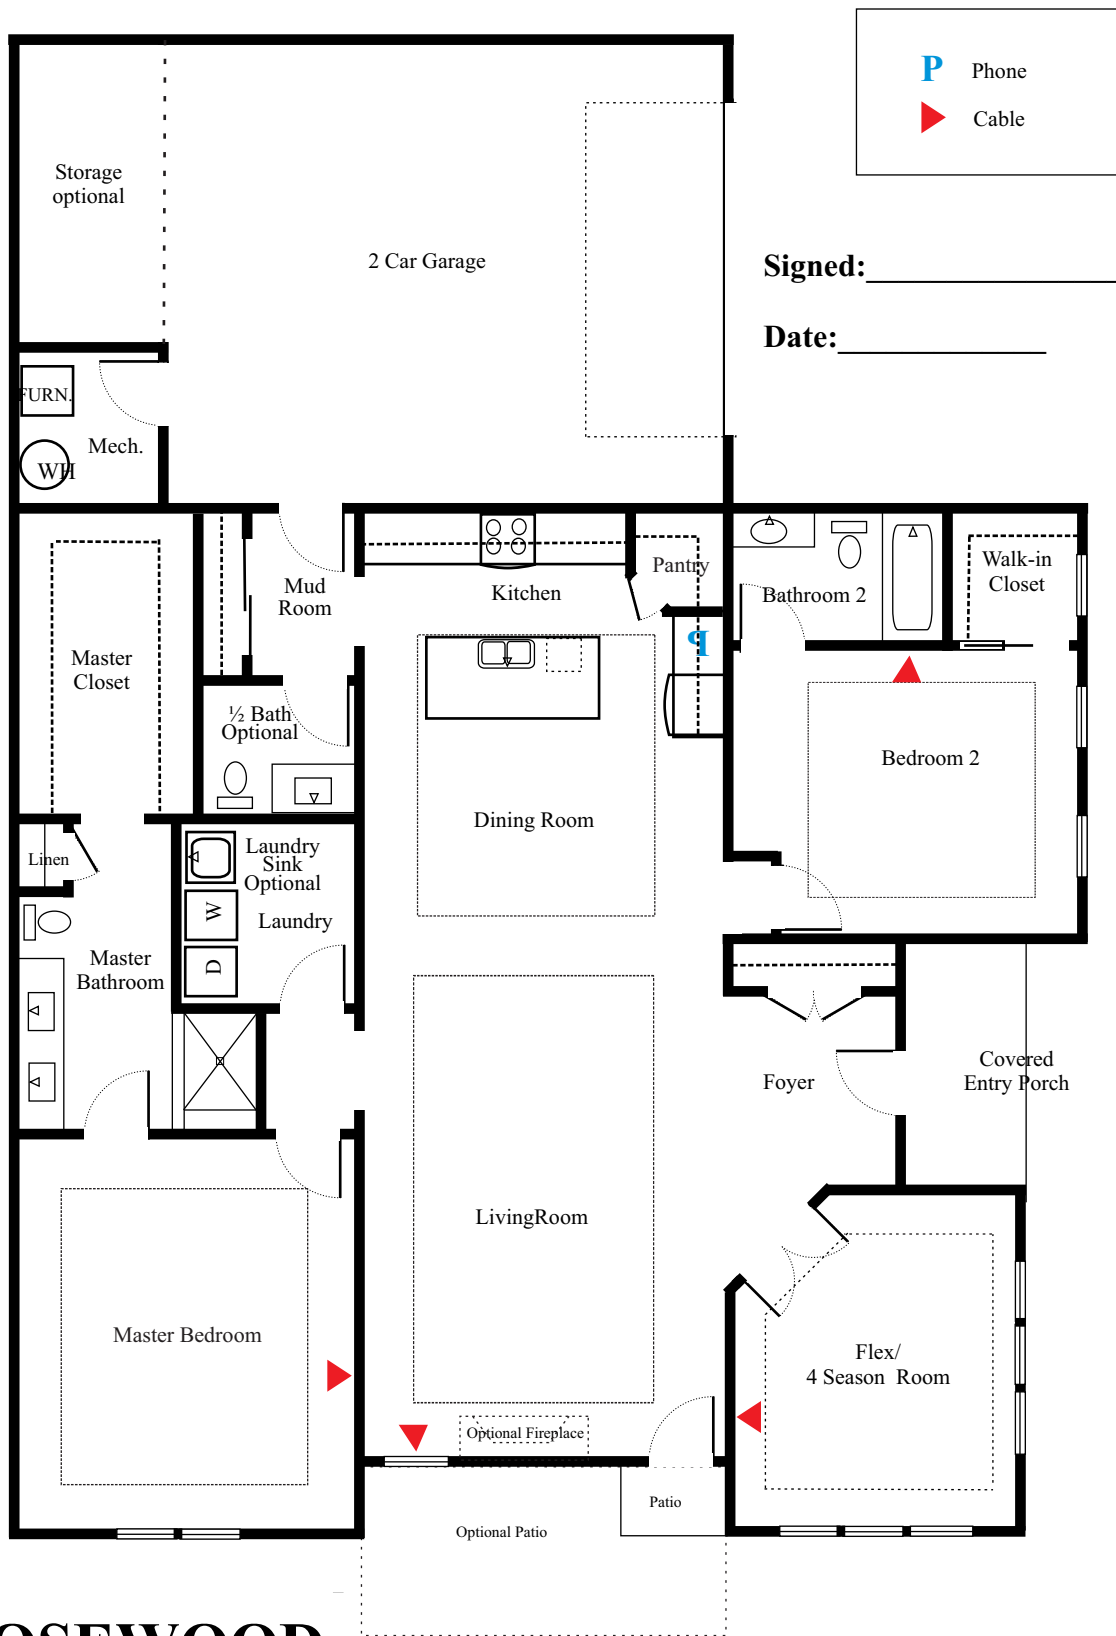 P Phone
Cable
Storage
optional
2 Car Garage
Signed:
Date:
FURN.
Mech.
WH
Mud
Room
Kitchen
Pantry
P
Bathroom 2
Walk-in
Closet
Master
Closet
½ Bath
Optional
Bedroom 2
Dining Room
Linen
Laundry
Sink
Optional
W
Laundry
D
Master
Bathroom
Foyer
Covered
Entry Porch
LivingRoom
Master Bedroom
Flex/
4 Season Room
Optional Fireplace
Patio
Optional Patio
OSEWOOD